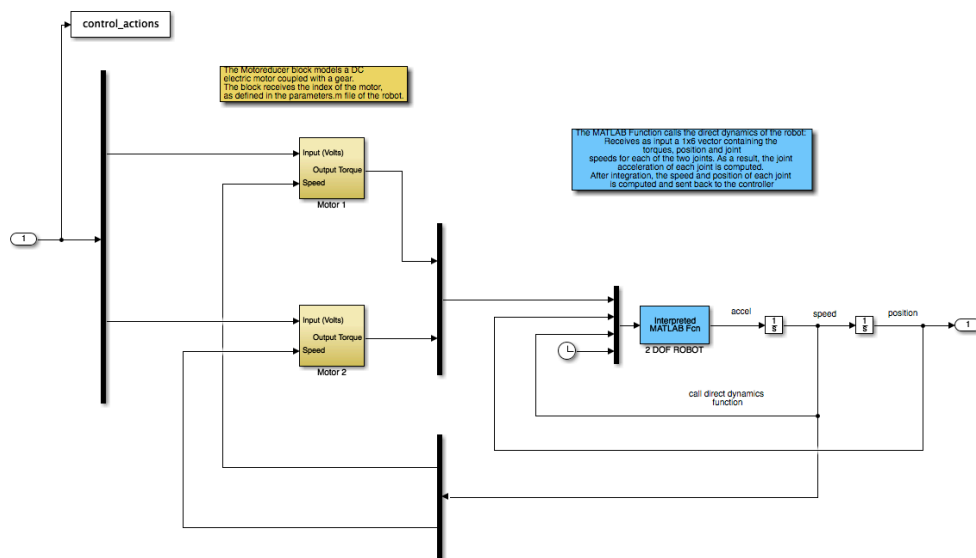 control_actions
The Motoreducer block models a DC
electric motor coupled with a gear.
The block receives the index of the motor,
as defined in the parameters.m file of the robot.
The MATLAB Function calls the direct dynamics of the robot:
Receives as input a 1x6 vector containing the
torques, position and joint
speeds for each of the two joints. As a result, the joint
acceleration of each joint is computed.
After integration, the speed and position of each joint
is computed and sent back to the controller
Input (Volts)
Output Torque
Speed
Motor 1
1
Input (Volts)
Output Torque
Speed
Motor 2
Interpreted
MATLAB Fcn
2 DOF ROBOT
accel
1
s
speed
1
s
position
1
call direct dynamics
function